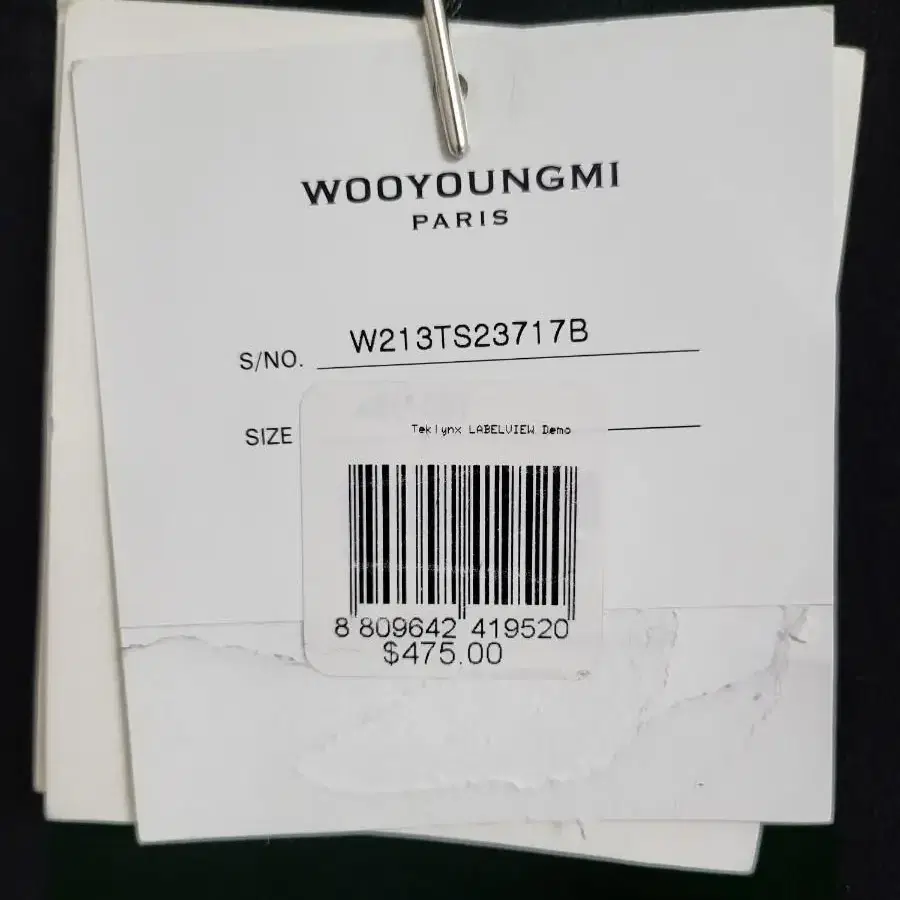 WOOYOUNGMI
PARIS
S/NO. W213TS23717B
SIZE
Teklynx LABELVIEW Demo
8 809642 419520
$475.00